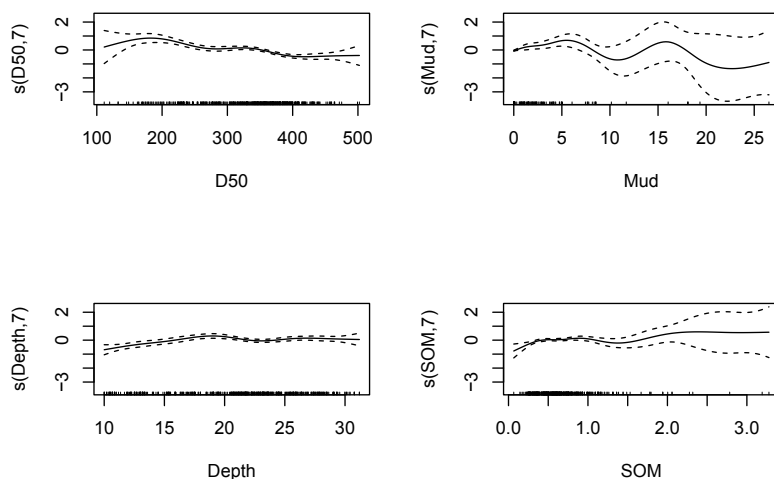 s(D50,7)
2
0
-3
100 200 300 400 500
D50
s(Mud,7)
2
0
-3
0 5 10 15 20 25
Mud
s(Depth,7)
2
0
-3
10 15 20 25 30
Depth
s(SOM,7)
2
0
-3
0.0 1.0 2.0 3.0
SOM